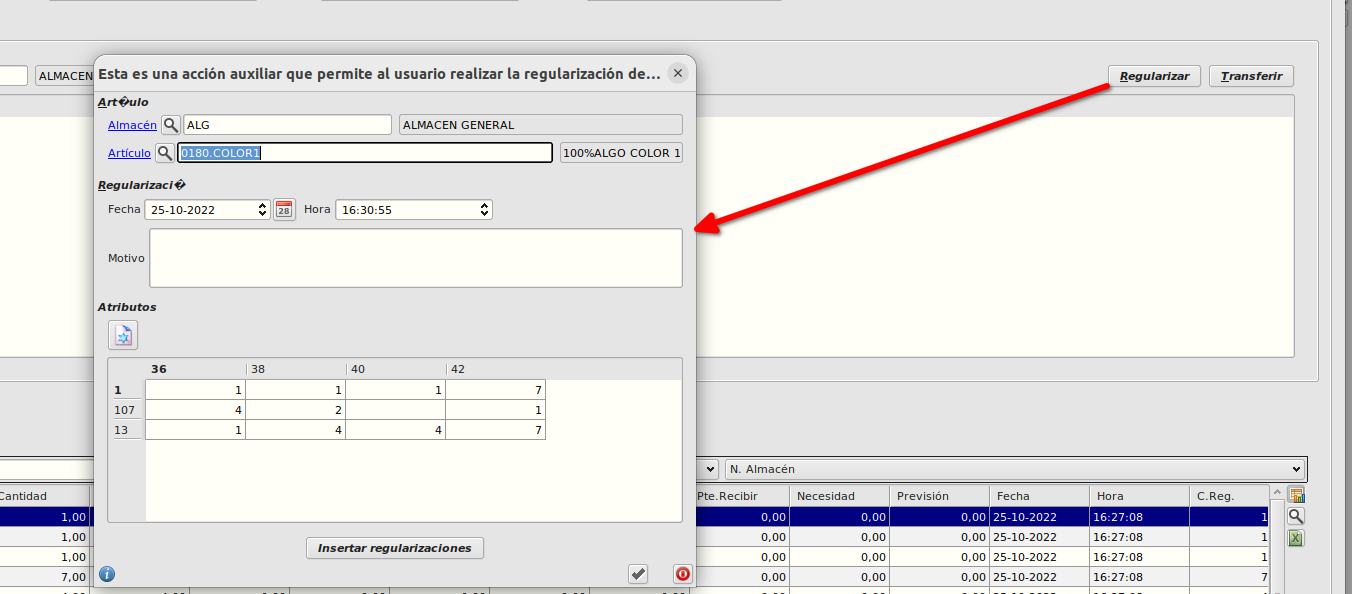 ALMACEN
Regularizar
Transferir
Esta es una acción auxiliar que permite al usuario realizar la regularización de...
Art�ulo
Almacén ALG ALMACEN GENERAL
Artículo 0180.COLOR1 100%ALGO COLOR 1
Regularizaci�
Fecha 25-10-2022 28 Hora 16:30:55
Motivo
Atributos
36 38 40 42
1 1 1 1 7
107 4 2 1
13 1 4 4 7
Insertar regularizaciones
N. Almacén
Cantidad Pte.Recibir Necesidad Previsión Fecha Hora C.Reg.
1,00 0,00 0,00 0,00 25-10-2022 16:27:08 1
1,00 0,00 0,00 0,00 25-10-2022 16:27:08 1
1,00 0,00 0,00 0,00 25-10-2022 16:27:08 1
7,00 0,00 0,00 0,00 25-10-2022 16:27:08 7